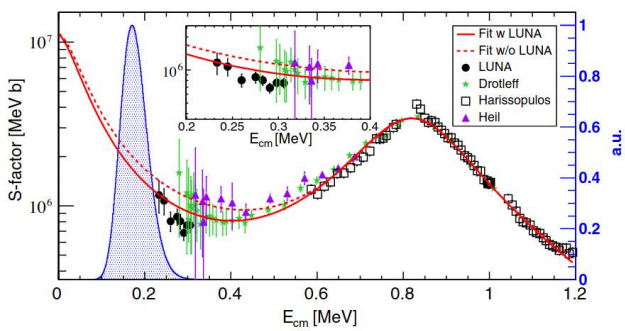 S-factor [MeV b]
10⁷
10⁶
0
0.2
0.4
0.6
0.8
1.0
1.2
E_cm [MeV]
1
0.8
0.6
0.4
0.2
0
a.u.
10⁶
0.2
0.25
0.3
0.35
0.4
E_cm [MeV]
Fit w LUNA
Fit w/o LUNA
LUNA
Drotleff
Harissopulos
Heil